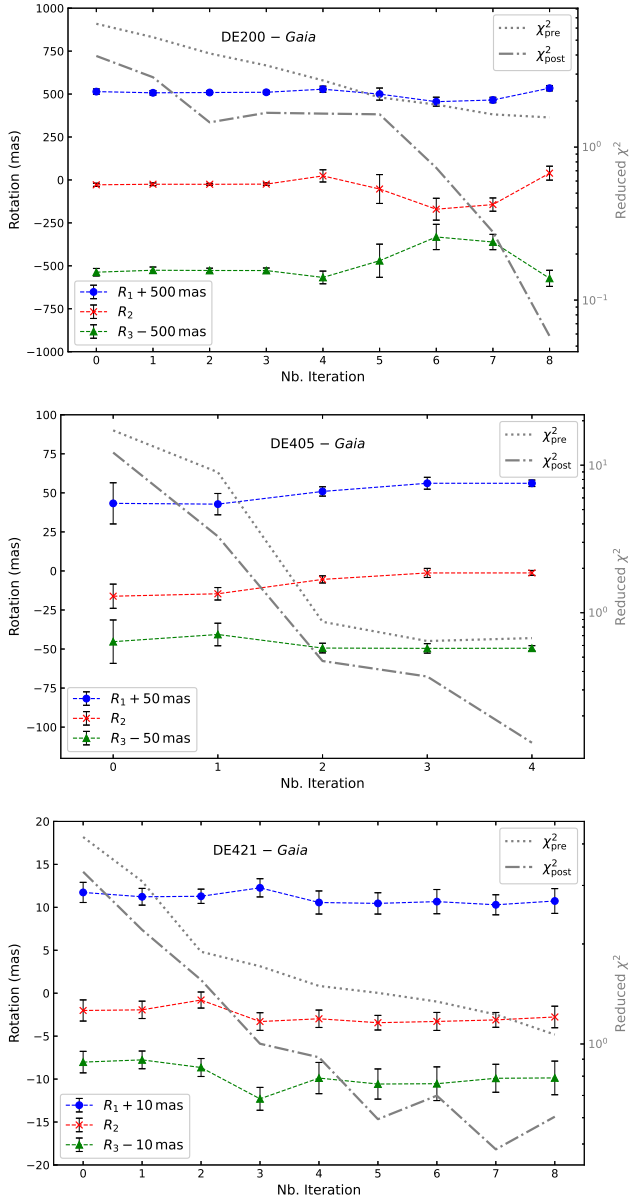 DE200 – Gaia
χ²pre
χ²post
1000
750
500
250
0
−250
−500
−750
−1000
Rotation (mas)
10⁰
10⁻¹
Reduced χ²
R₁ + 500 mas
R₂
R₃ − 500 mas
0 1 2 3 4 5 6 7 8
Nb. Iteration
DE405 – Gaia
χ²pre
χ²post
100
75
50
25
0
−25
−50
−75
−100
Rotation (mas)
10¹
10⁰
Reduced χ²
R₁ + 50 mas
R₂
R₃ − 50 mas
0 1 2 3 4
Nb. Iteration
DE421 – Gaia
χ²pre
χ²post
20
15
10
5
0
−5
−10
−15
−20
Rotation (mas)
10⁰
Reduced χ²
R₁ + 10 mas
R₂
R₃ − 10 mas
0 1 2 3 4 5 6 7 8
Nb. Iteration